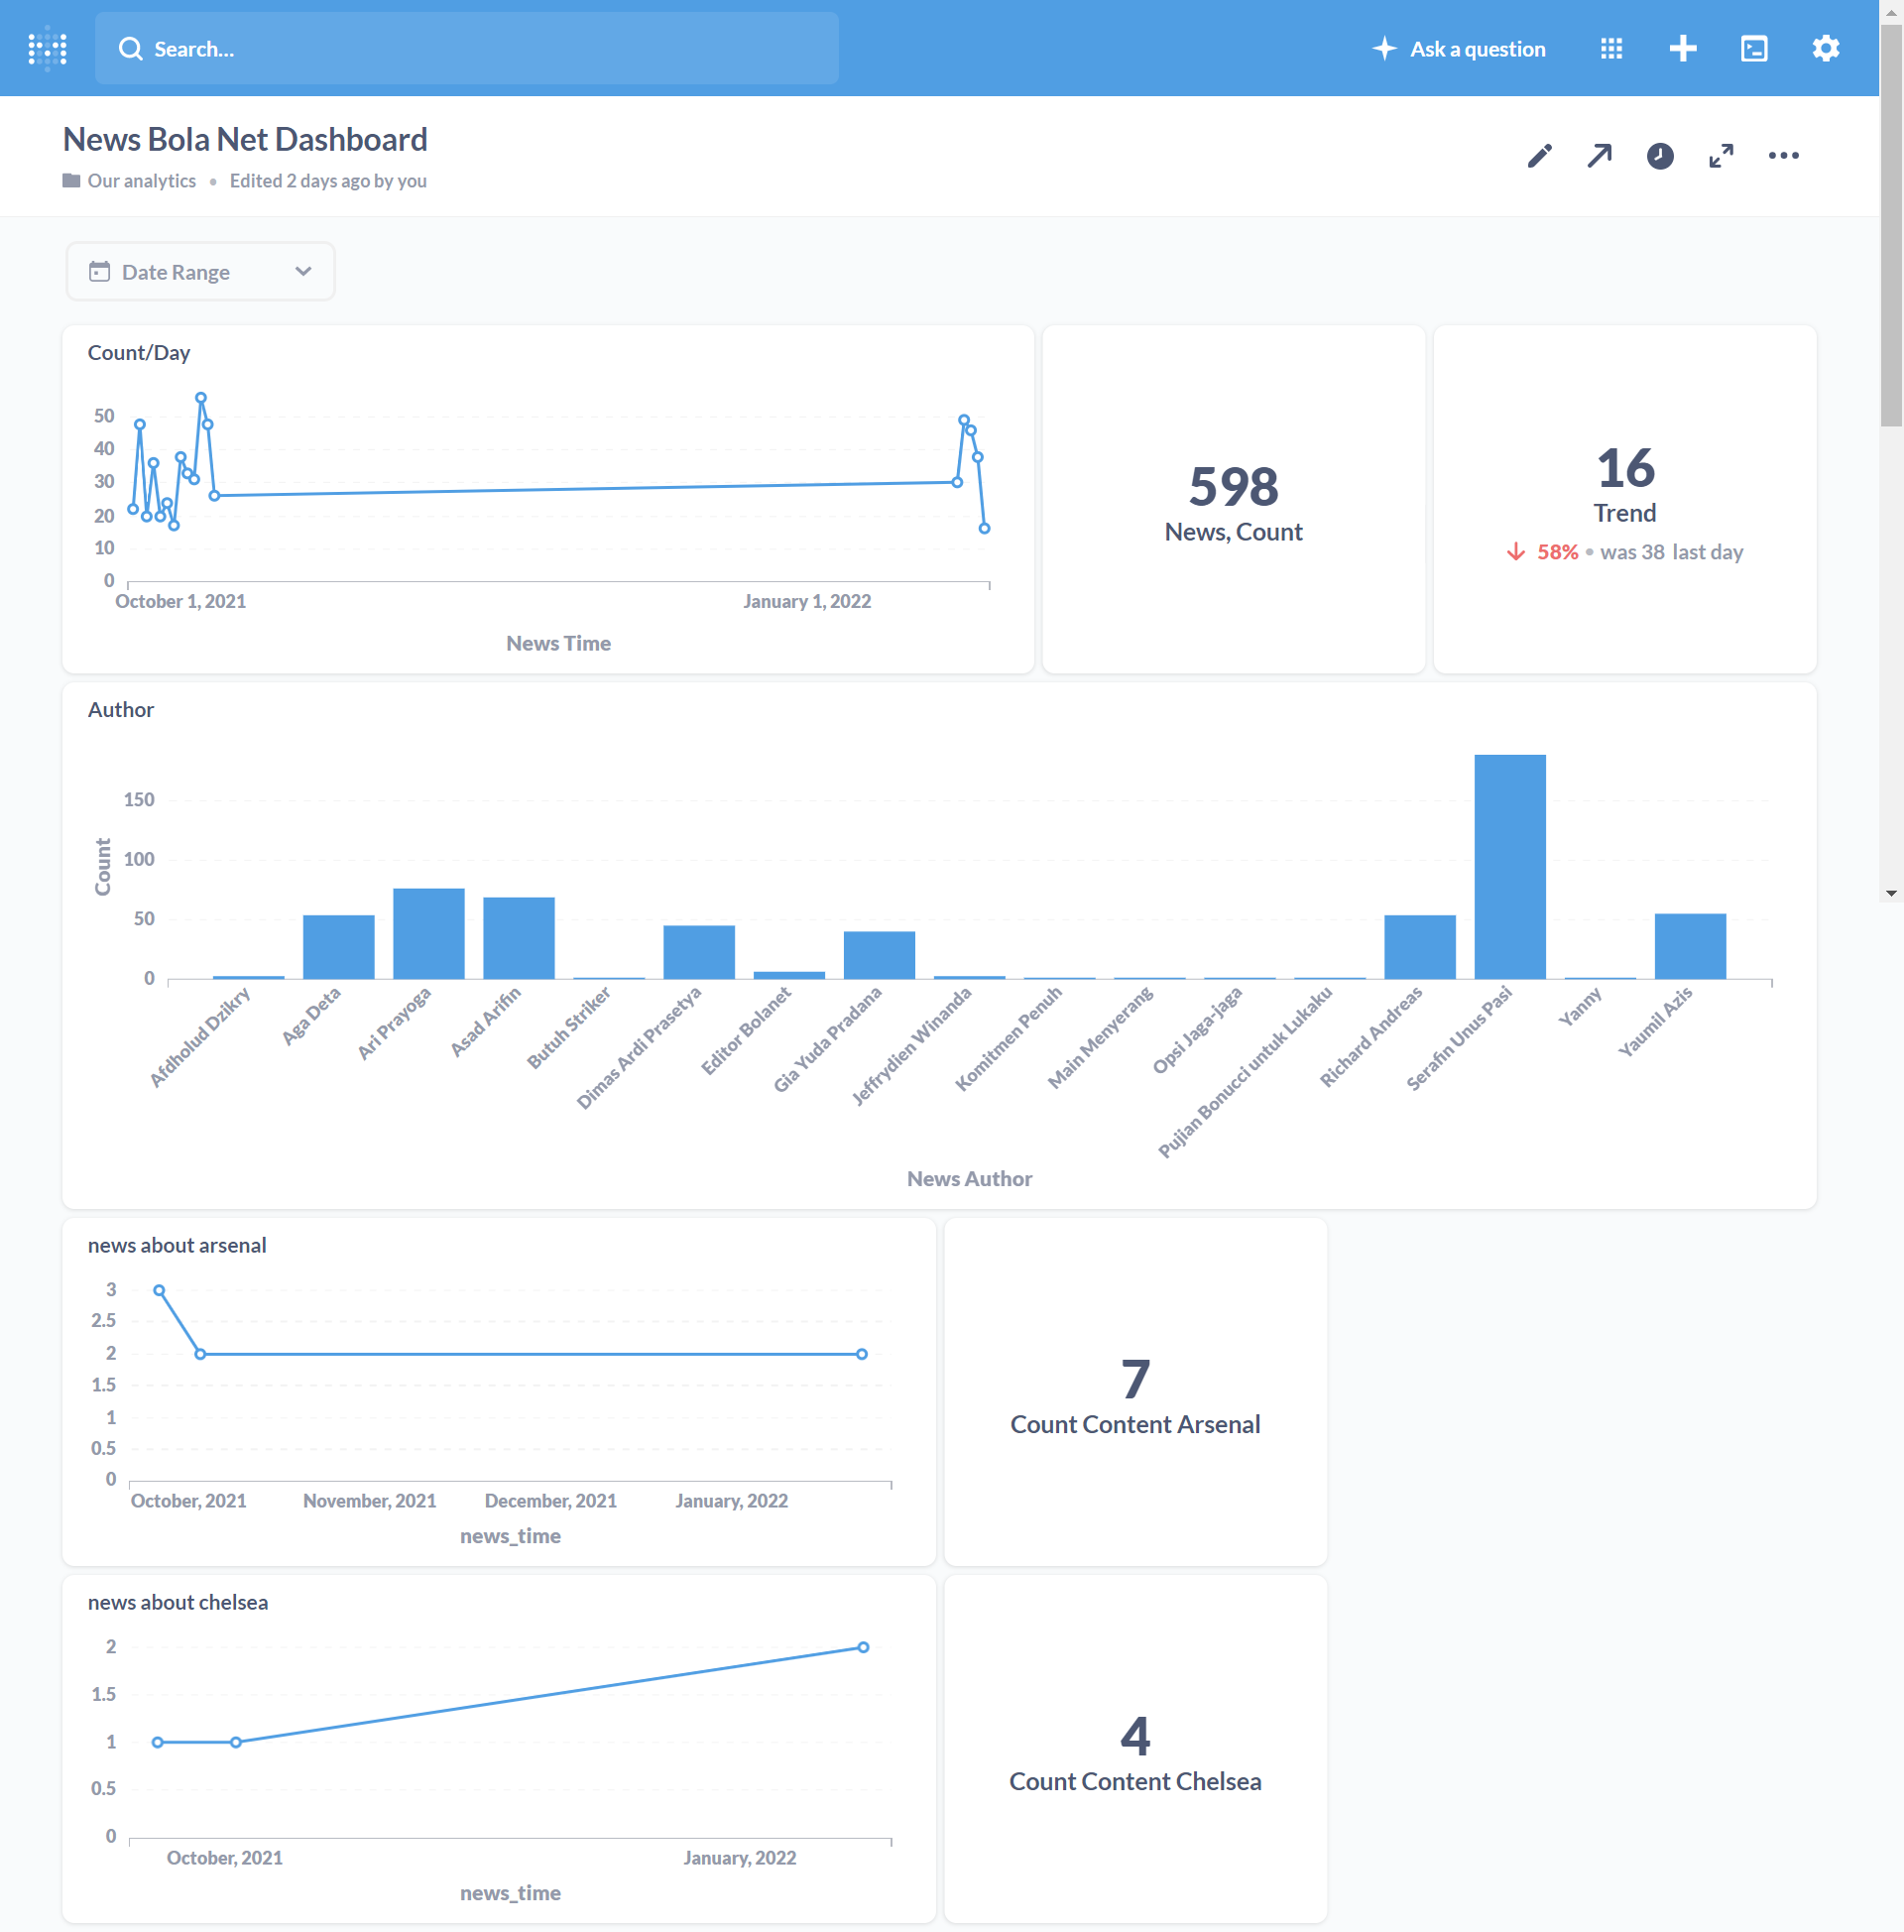 Search...
Ask a question
News Bola Net Dashboard
Our analytics • Edited 2 days ago by you
Date Range
Count/Day
50
40
30
20
10
0
October 1, 2021
January 1, 2022
News Time
598
News, Count
16
Trend
58% • was 38 last day
Author
Count
150
100
50
0
Afdholud Dzikry
Aga Deta
Ari Prayoga
Asad Arifin
Butuh Striker
Dimas Ardi Prasetya
Editor Bolanet
Gia Yuda Pradana
Jeffrydien Winanda
Komitmen Penuh
Main Menyerang
Opsi Jaga-jaga
Pujian Bonucci untuk Lukaku
Richard Andreas
Serafin Unus Pasi
Yanny
Yaumil Azis
News Author
news about arsenal
3
2.5
2
1.5
1
0.5
0
October, 2021
November, 2021
December, 2021
January, 2022
news_time
7
Count Content Arsenal
news about chelsea
2
1.5
1
0.5
0
October, 2021
January, 2022
news_time
4
Count Content Chelsea